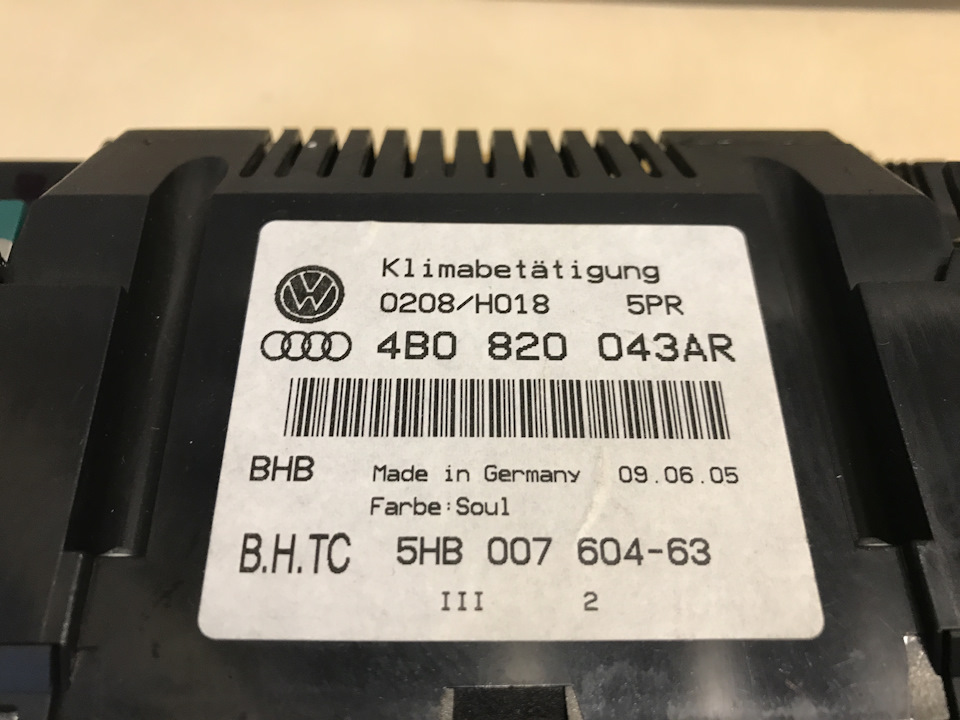 Klimabetätigung
0208/H018 5PR
4B0 820 043AR
BHB Made in Germany 09.06.05
Farbe:Soul
B.H.TC 5HB 007 604-63
III 2